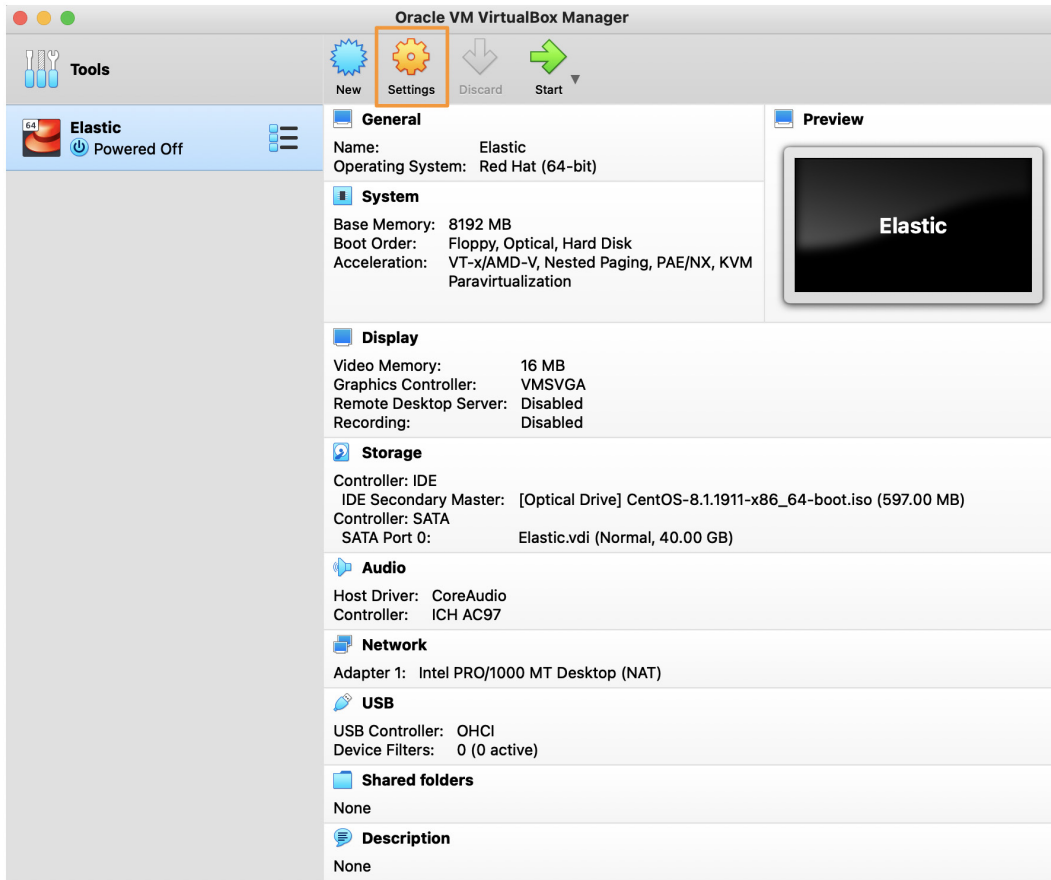 Oracle VM VirtualBox Manager
Tools
New
Settings
Discard
Start
64
Elastic
Powered Off
General
Name: Elastic
Operating System: Red Hat (64-bit)
Preview
Elastic
System
Base Memory: 8192 MB
Boot Order: Floppy, Optical, Hard Disk
Acceleration: VT-x/AMD-V, Nested Paging, PAE/NX, KVM
Paravirtualization
Display
Video Memory: 16 MB
Graphics Controller: VMSVGA
Remote Desktop Server: Disabled
Recording: Disabled
Storage
Controller: IDE
IDE Secondary Master: [Optical Drive] CentOS-8.1.1911-x86_64-boot.iso (597.00 MB)
Controller: SATA
SATA Port 0: Elastic.vdi (Normal, 40.00 GB)
Audio
Host Driver: CoreAudio
Controller: ICH AC97
Network
Adapter 1: Intel PRO/1000 MT Desktop (NAT)
USB
USB Controller: OHCI
Device Filters: 0 (0 active)
Shared folders
None
Description
None